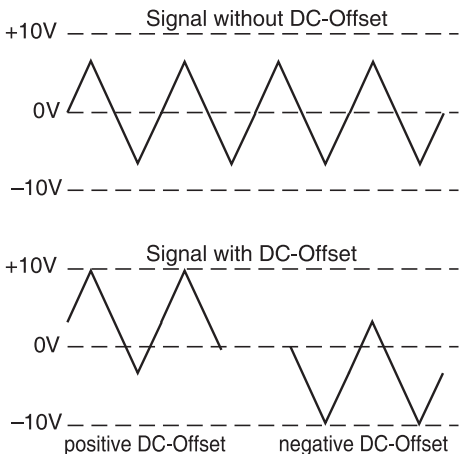 Signal without DC-Offset
+10V
0V
–10V
Signal with DC-Offset
+10V
0V
–10V
positive DC-Offset negative DC-Offset